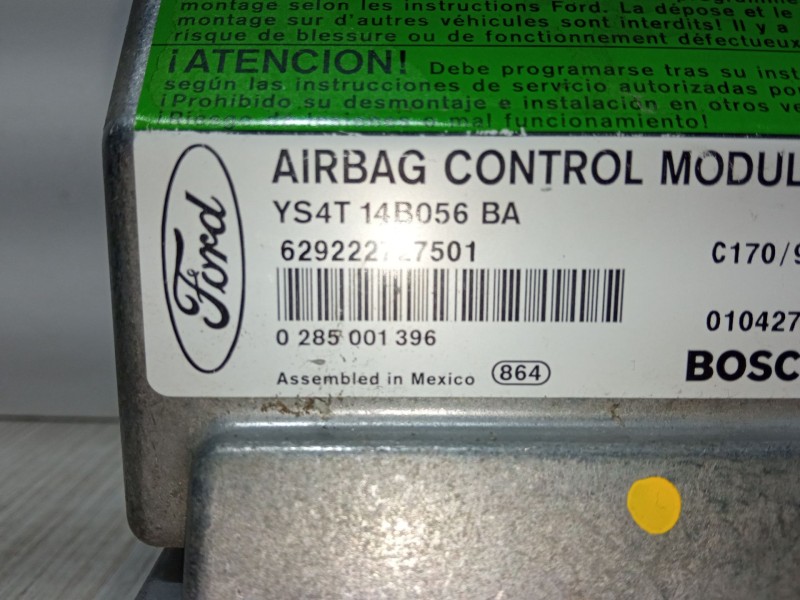 montage selon les instructions Ford. La dépose et le
montage sur d'autres véhicules sont interdits! Il y a
risque de blessure ou de fonctionnement défectueux
¡ATENCION! Debe programarse tras su inst
según las instrucciones de servicio autorizadas po
¡Prohibido su desmontaje e instalación en otros ve
mal funcionamiento!
Ford
AIRBAG CONTROL MODUL
YS4T 14B056 BA
C170/9
0 285 001 396
010427
Assembled in Mexico 864
BOSC